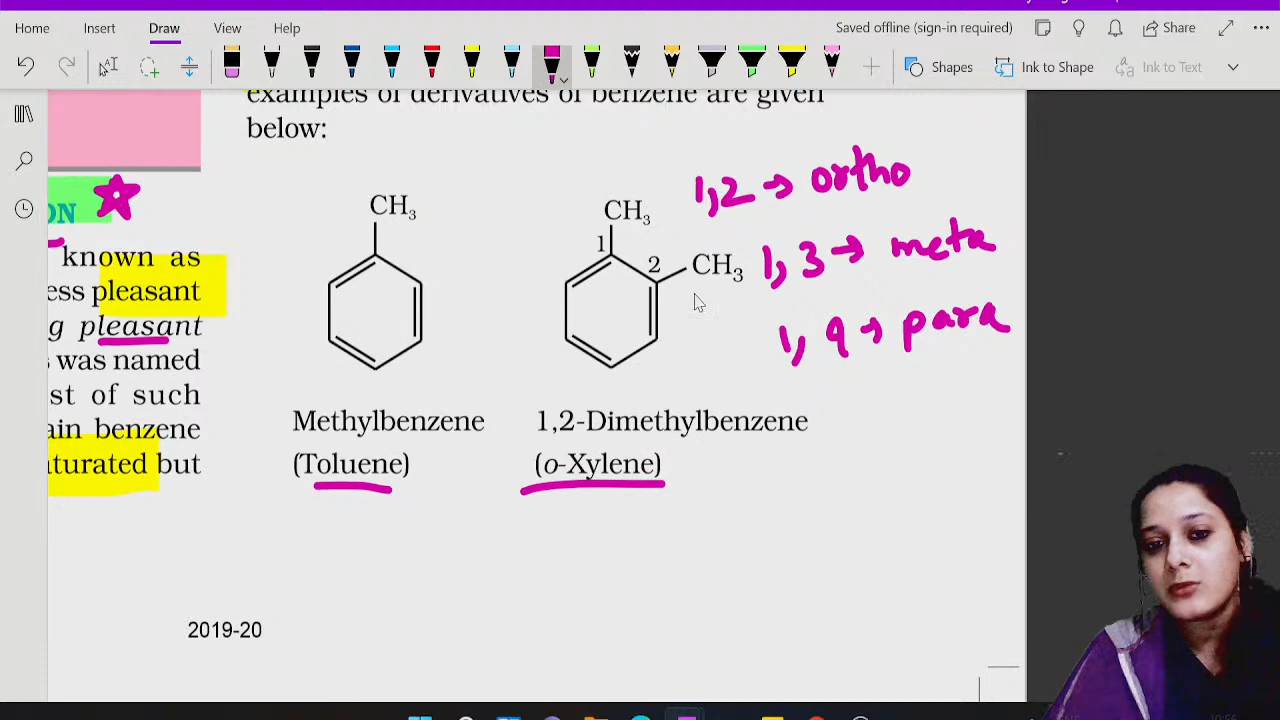 Home Insert Draw View Help Saved offline (sign-in required) Share
Shapes Ink to Shape Ink to Text
examples of derivatives of benzene are given
below:
ON
known as
ess pleasant
g pleasant
was named
st of such
ain benzene
turated but
CH3
CH3
1
2
CH3
1,2 → ortho
1,3 → meta
1,4 → para
Methylbenzene
(Toluene)
1,2-Dimethylbenzene
(o-Xylene)
2019-20